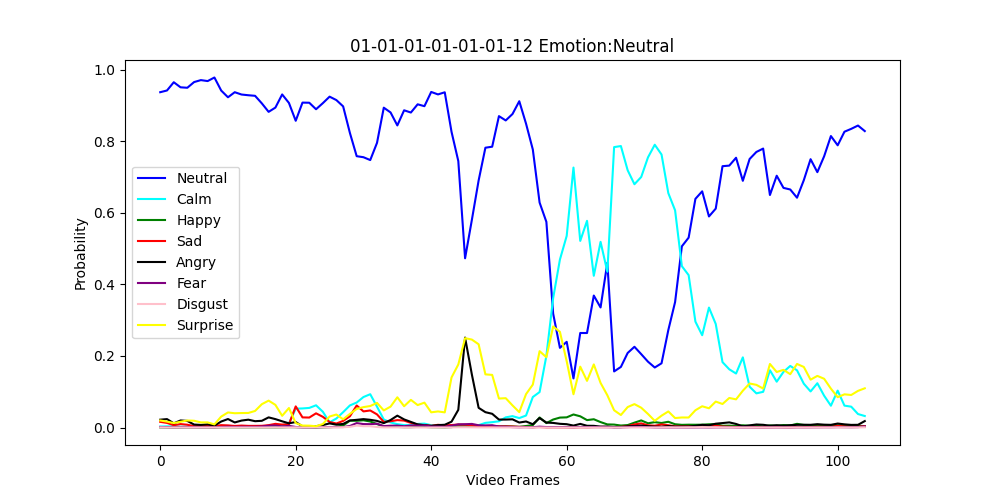 01-01-01-01-01-01-12 Emotion:Neutral
1.0
0.8
0.6
0.4
0.2
0.0
Probability
Neutral
Calm
Happy
Sad
Angry
Fear
Disgust
Surprise
0 20 40 60 80 100
Video Frames